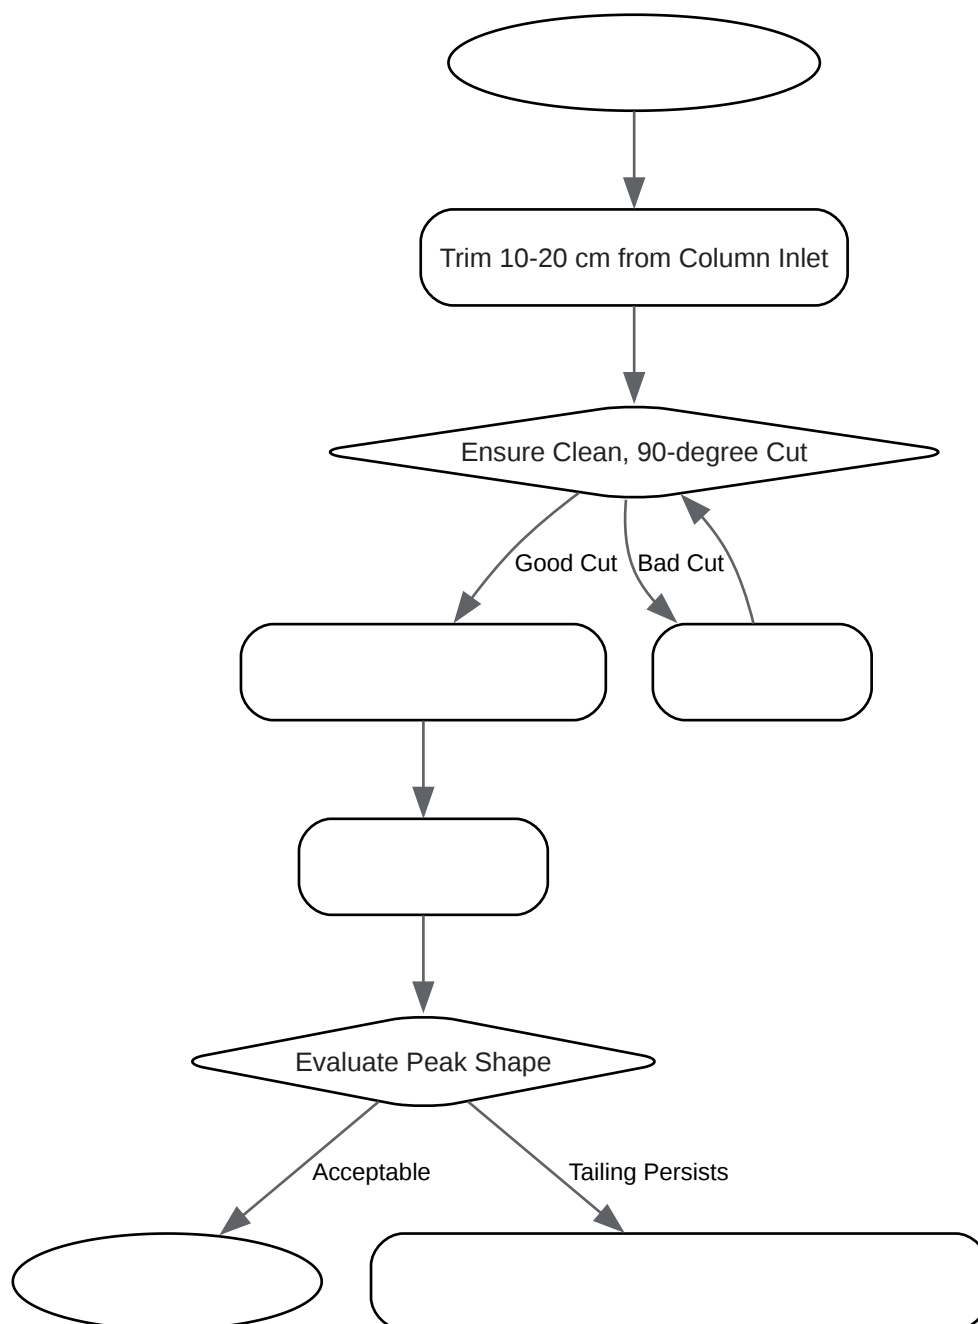 Trim 10-20 cm from Column Inlet
Ensure Clean, 90-degree Cut
Good Cut
Bad Cut
Evaluate Peak Shape
Acceptable
Tailing Persists